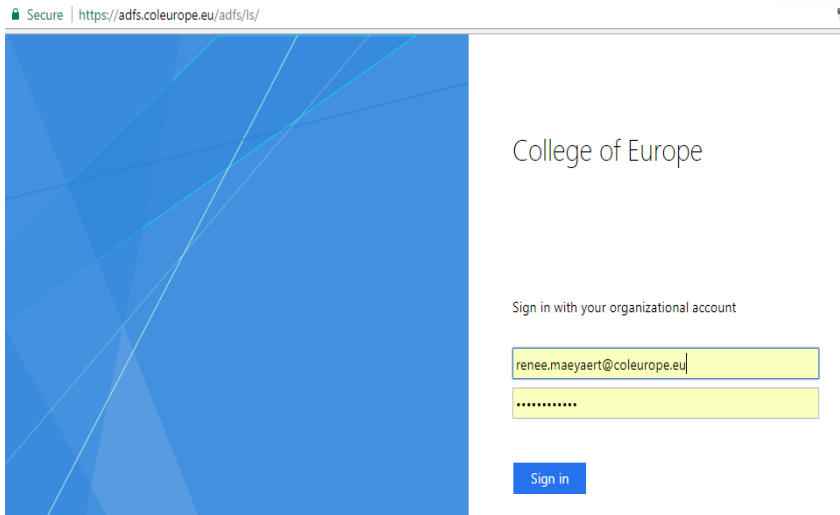 Secure | https://adfs.coleurope.eu/adfs/ls/
College of Europe
Sign in with your organizational account
renee.maeyaert@coleurope.eu
••••••••••••
Sign in